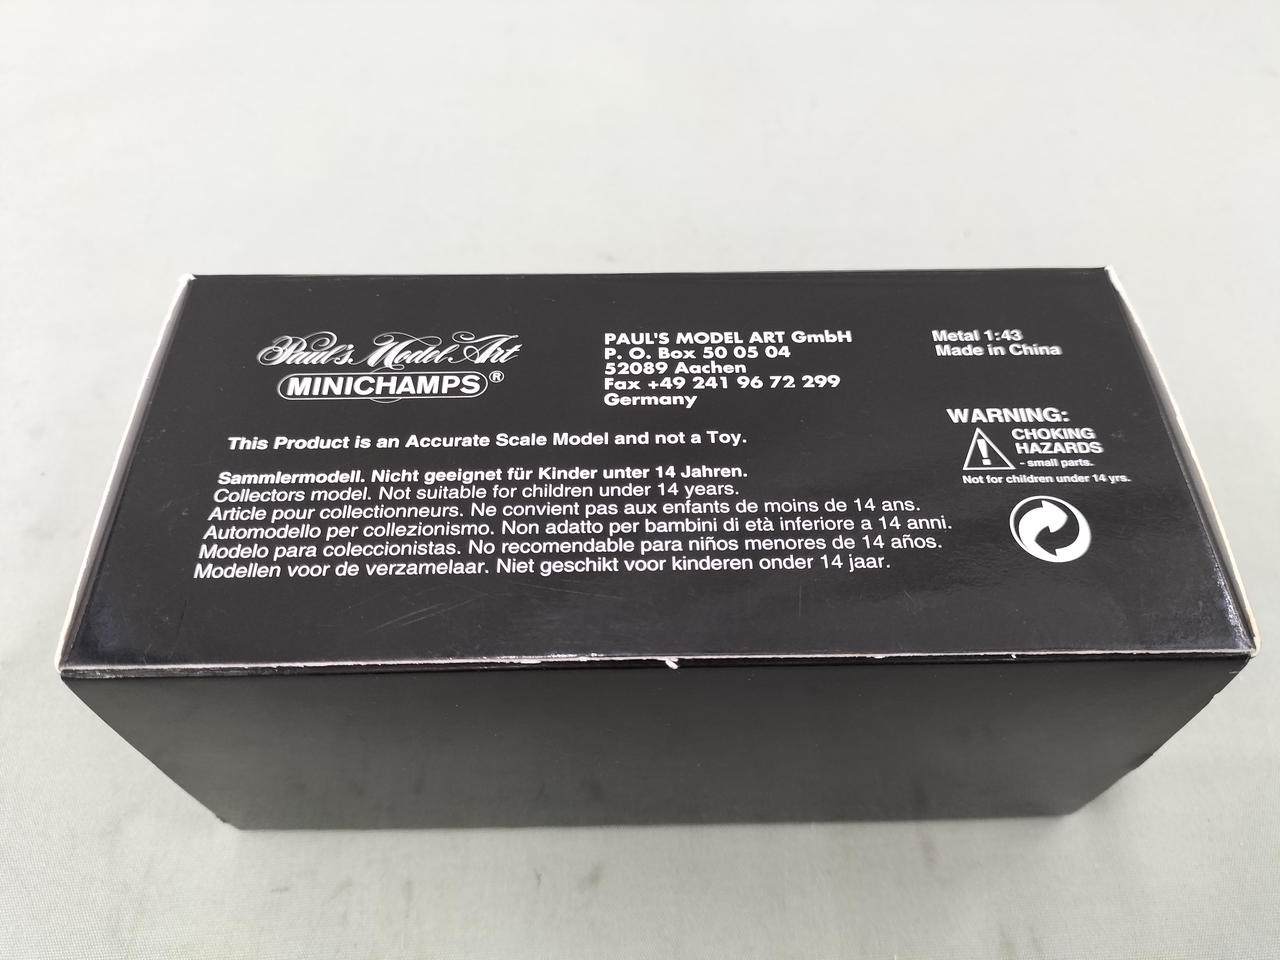 Paul's Model Art
MINICHAMPS®
PAUL'S MODEL ART GmbH
P. O. Box 50 05 04
52089 Aachen
Fax +49 241 96 72 299
Germany
Metal 1:43
Made in China
This Product is an Accurate Scale Model and not a Toy.
Sammlermodell. Nicht geeignet für Kinder unter 14 Jahren.
Collectors model. Not suitable for children under 14 years.
Article pour collectionneurs. Ne convient pas aux enfants de moins de 14 ans.
Automodello per collezionismo. Non adatto per bambini di età inferiore a 14 anni.
Modelo para coleccionistas. No recomendable para niños menores de 14 años.
Modellen voor de verzamelaar. Niet geschikt voor kinderen onder 14 jaar.
WARNING:
CHOKING
HAZARDS
- small parts.
Not for children under 14 yrs.